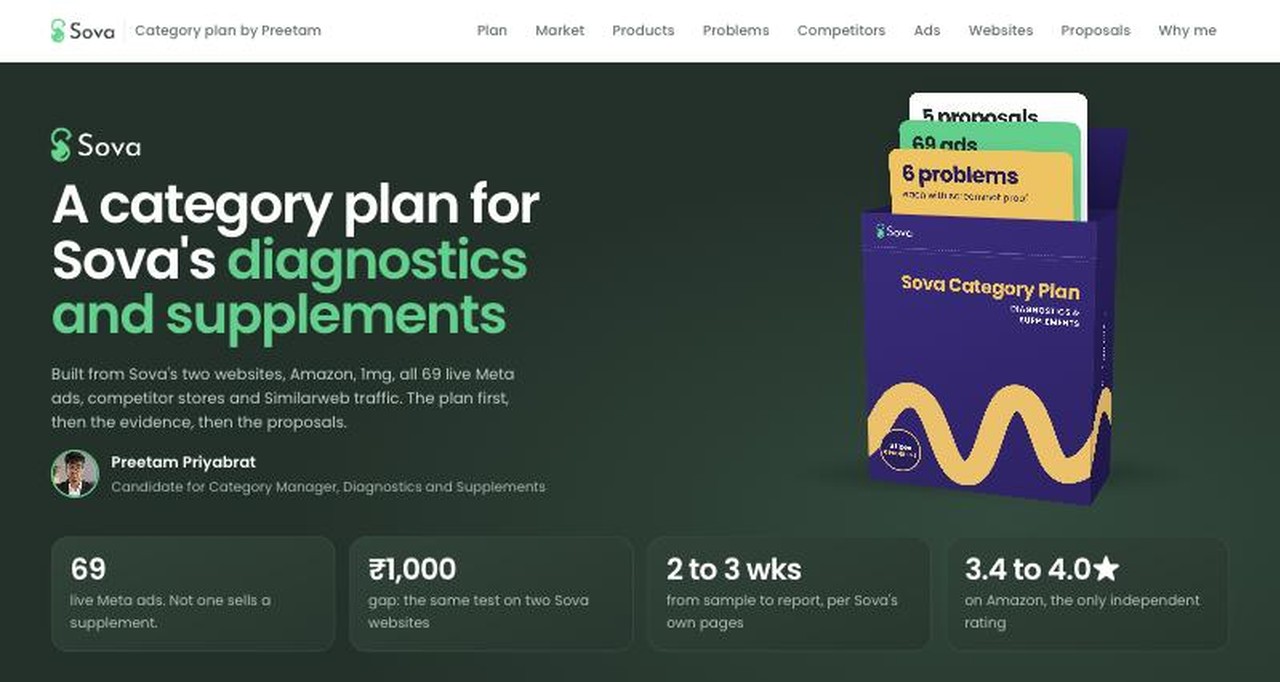 Sova
Category plan by Preetam
Plan
Market
Products
Problems
Competitors
Ads
Websites
Proposals
Why me
Sova
A category plan for
Sova's diagnostics
and supplements
Built from Sova's two websites, Amazon, 1mg, all 69 live Meta
ads, competitor stores and Similarweb traffic. The plan first,
then the evidence, then the proposals.
Preetam Priyabrat
Candidate for Category Manager, Diagnostics and Supplements
5 proposals
69 ads
6 problems
each with screenshot proof
Sova
Sova Category Plan
DIAGNOSTICS &
SUPPLEMENTS
69
live Meta ads. Not one sells a
supplement.
₹1,000
gap: the same test on two Sova
websites
2 to 3 wks
from sample to report, per Sova's
own pages
3.4 to 4.0★
on Amazon, the only independent
rating